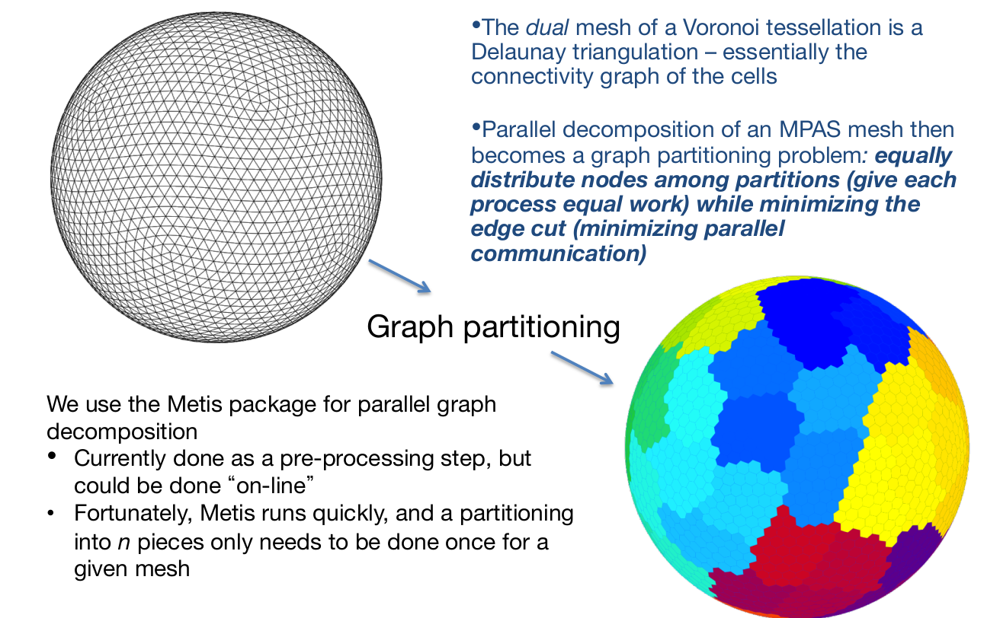 •The dual mesh of a Voronoi tessellation is a
Delaunay triangulation – essentially the
connectivity graph of the cells
•Parallel decomposition of an MPAS mesh then
becomes a graph partitioning problem: equally
distribute nodes among partitions (give each
process equal work) while minimizing the
edge cut (minimizing parallel
communication)
Graph partitioning
We use the Metis package for parallel graph
decomposition
• Currently done as a pre-processing step, but
could be done “on-line”
• Fortunately, Metis runs quickly, and a partitioning
into n pieces only needs to be done once for a
given mesh